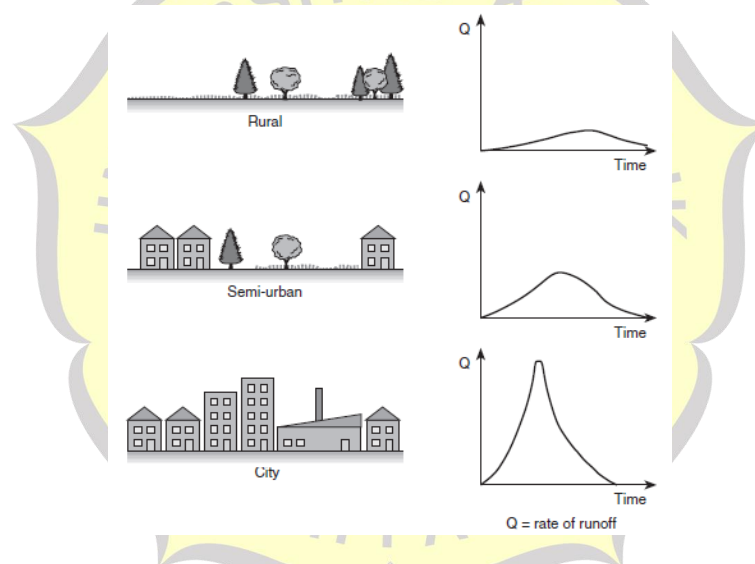 Q
Rural
Time
Q
Semi-urban
Time
Q
City
Time
Q = rate of runoff